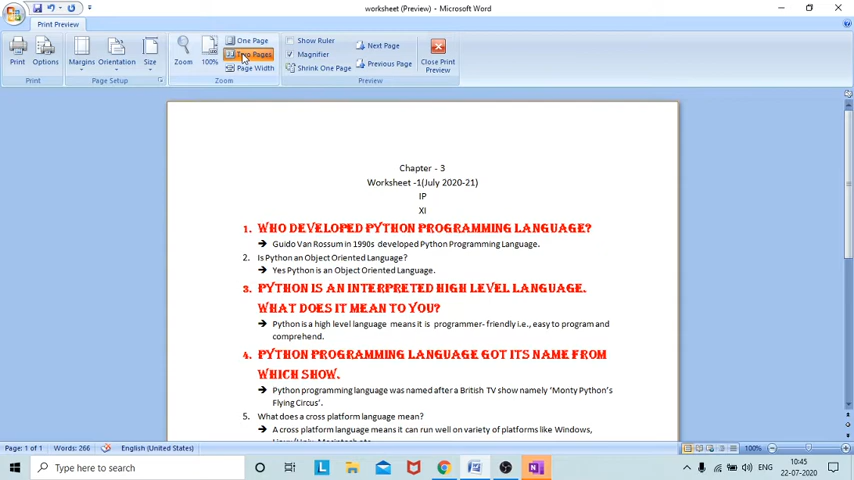 worksheet (Preview) - Microsoft Word
Print Preview
Print
Options
Margins
Orientation
Size
Zoom
100%
One Page
Two Pages
Page Width
Show Ruler
Magnifier
Shrink One Page
Next Page
Previous Page
Close Print
Preview
Print
Page Setup
Zoom
Preview
Chapter - 3
Worksheet -1(July 2020-21)
IP
XI
1. WHO DEVELOPED PYTHON PROGRAMMING LANGUAGE?
➔ Guido Van Rossum in 1990s developed Python Programming Language.
2. Is Python an Object Oriented Language?
➔ Yes Python is an Object Oriented Language.
3. PYTHON IS AN INTERPRETED HIGH LEVEL LANGUAGE.
WHAT DOES IT MEAN TO YOU?
➔ Python is a high level language means it is programmer- friendly i.e., easy to program and
comprehend.
4. PYTHON PROGRAMMING LANGUAGE GOT ITS NAME FROM
WHICH SHOW.
➔ Python programming language was named after a British TV show namely ‘Monty Python’s
Flying Circus’.
5. What does a cross platform language mean?
➔ A cross platform language means it can run well on variety of platforms like Windows,
Page: 1 of 1
Words: 266
English (United States)
100%
Type here to search
ENG
10:45
22-07-2020